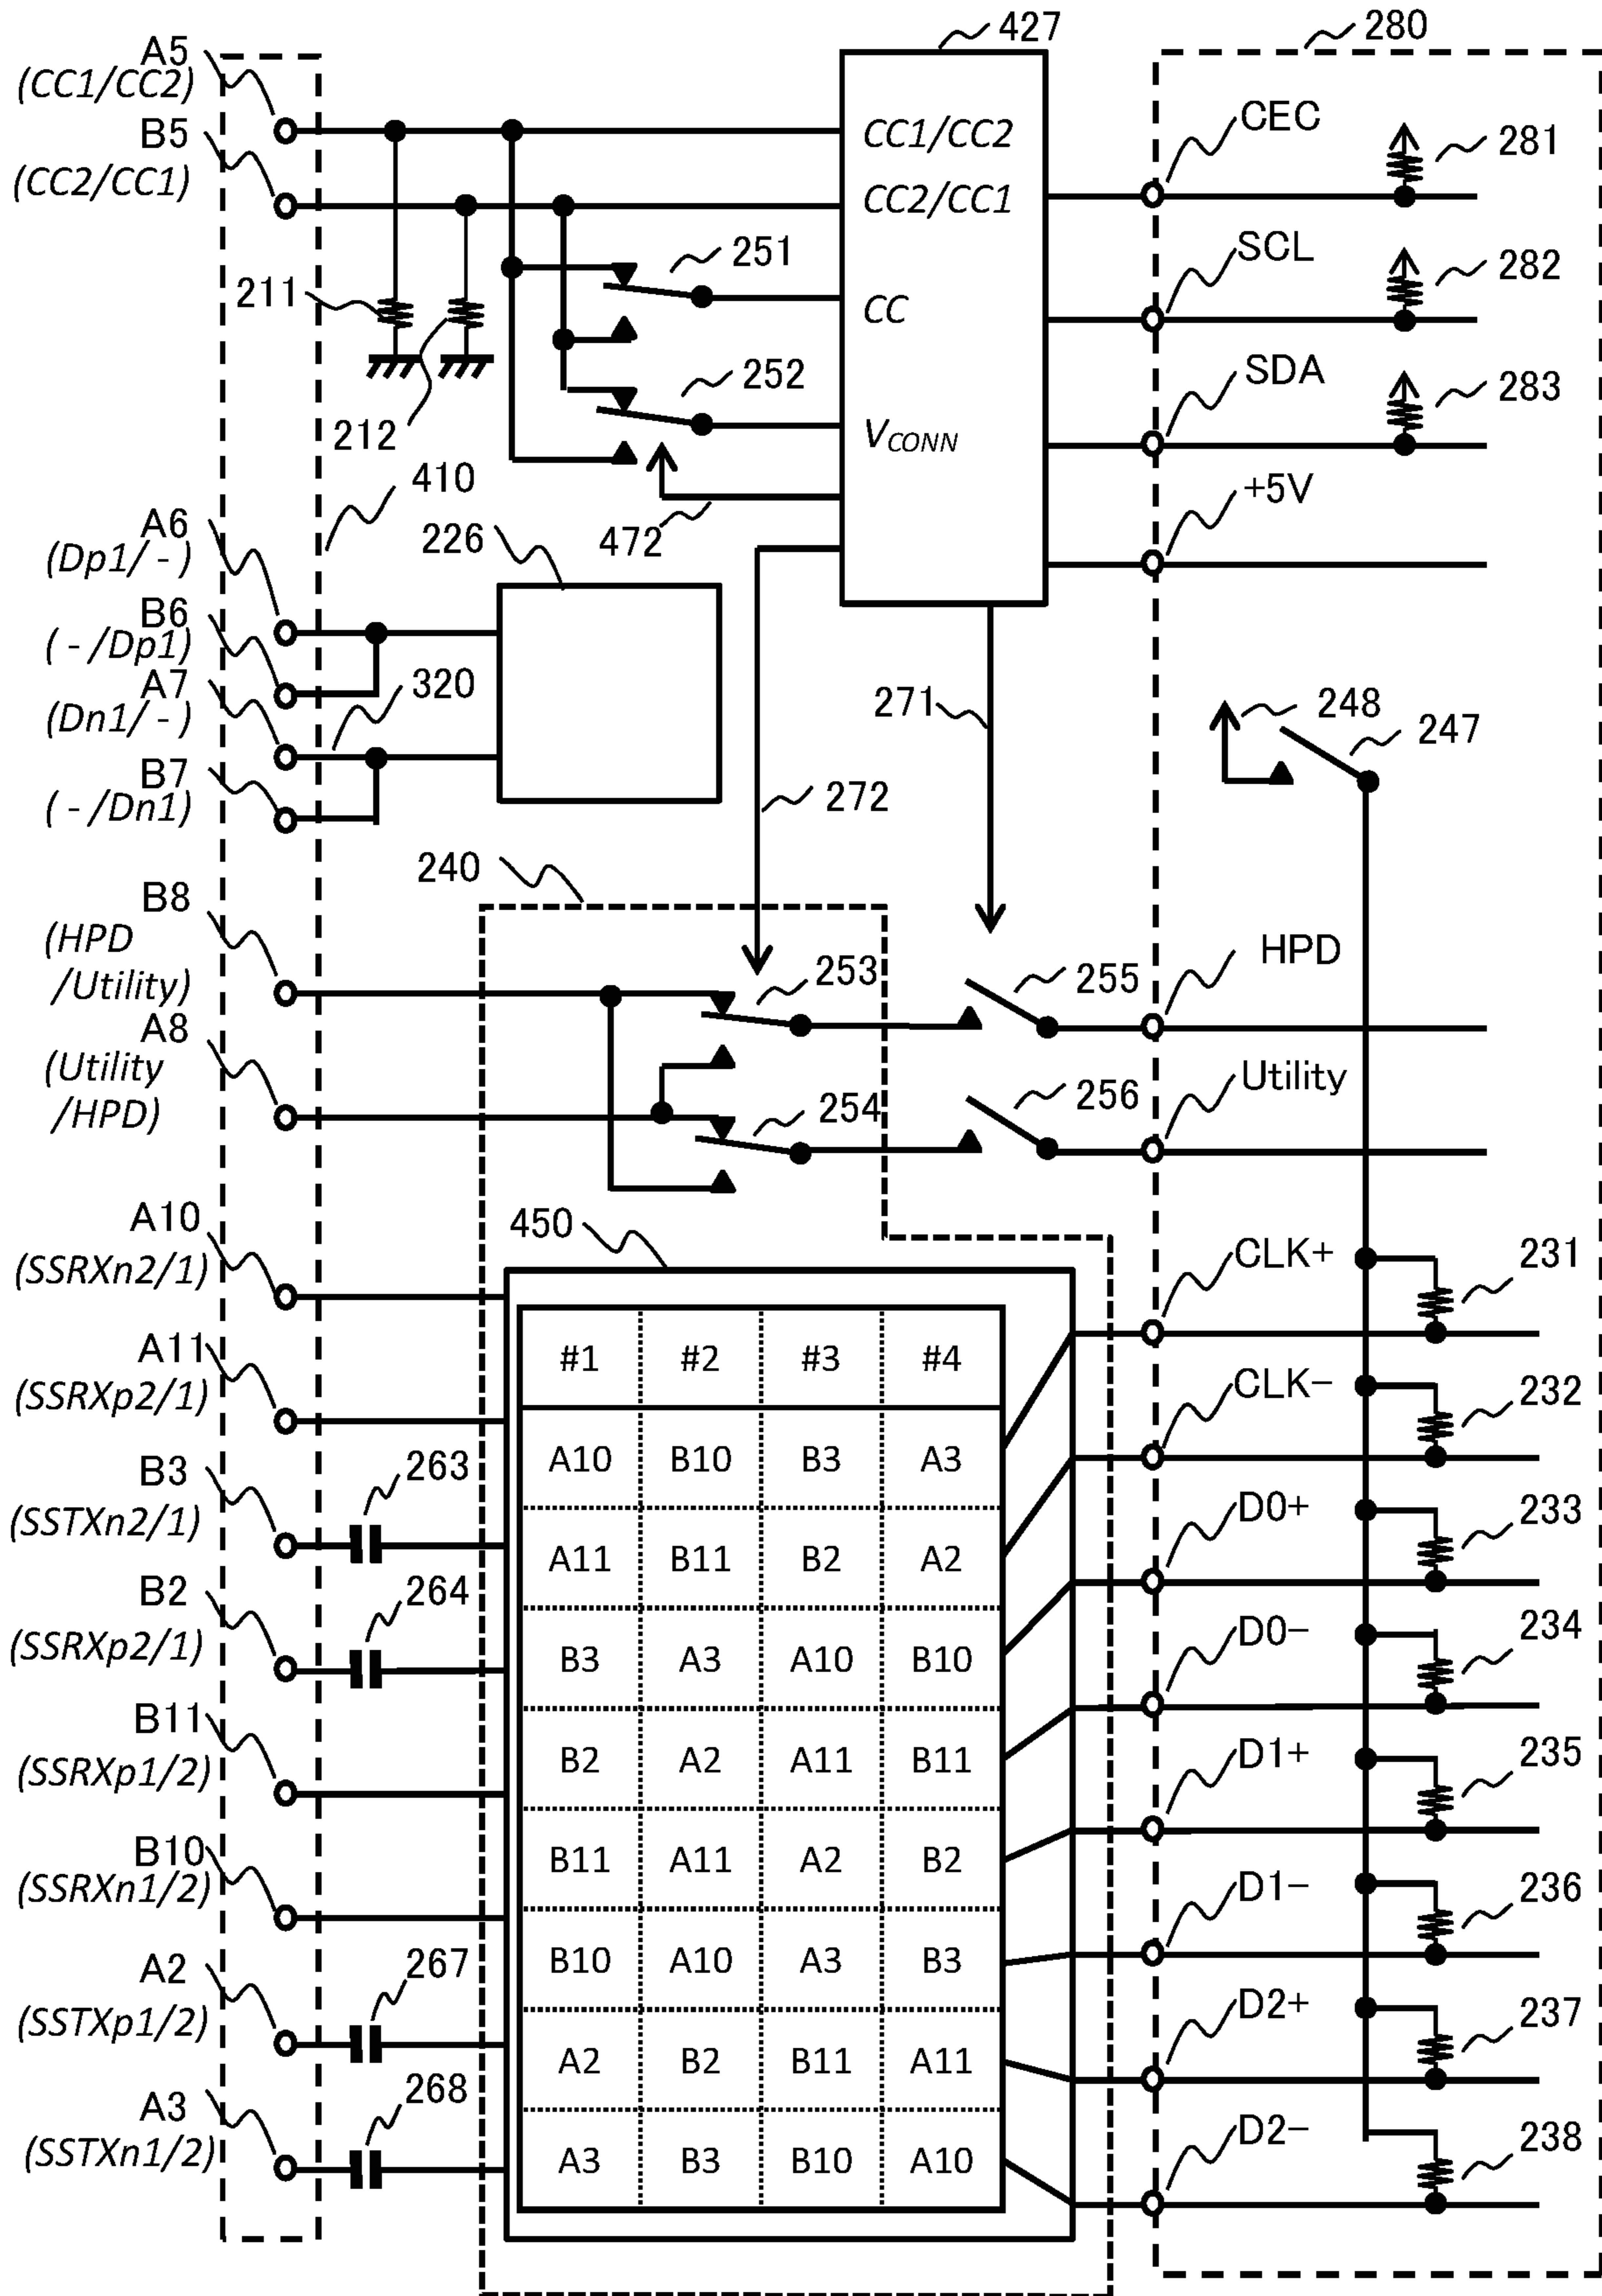 427
280
A5
(CC1/CC2)
B5
(CC2/CC1)
CC1/CC2
CC2/CC1
CC
VCONN
CEC
281
SCL
282
SDA
283
+5V
251
252
211
212
410
472
226
A6
(Dp1/ -)
B6
( - /Dp1)
A7
(Dn1/ -)
B7
( - /Dn1)
320
271
272
248
247
240
B8
(HPD
/Utility)
A8
(Utility
/HPD)
253
254
255
256
HPD
Utility
450
A10
(SSRXn2/1)
A11
(SSRXp2/1)
B3
(SSTXn2/1)
263
B2
(SSRXp2/1)
264
B11
(SSRXp1/2)
B10
(SSRXn1/2)
A2
(SSTXp1/2)
267
A3
(SSTXn1/2)
268
#1 #2 #3 #4
A10 B10 B3 A3
A11 B11 B2 A2
B3 A3 A10 B10
B2 A2 A11 B11
B11 A11 A2 B2
B10 A10 A3 B3
A2 B2 B11 A11
A3 B3 B10 A10
CLK+
231
CLK−
232
D0+
233
D0−
234
D1+
235
D1−
236
D2+
237
D2−
238